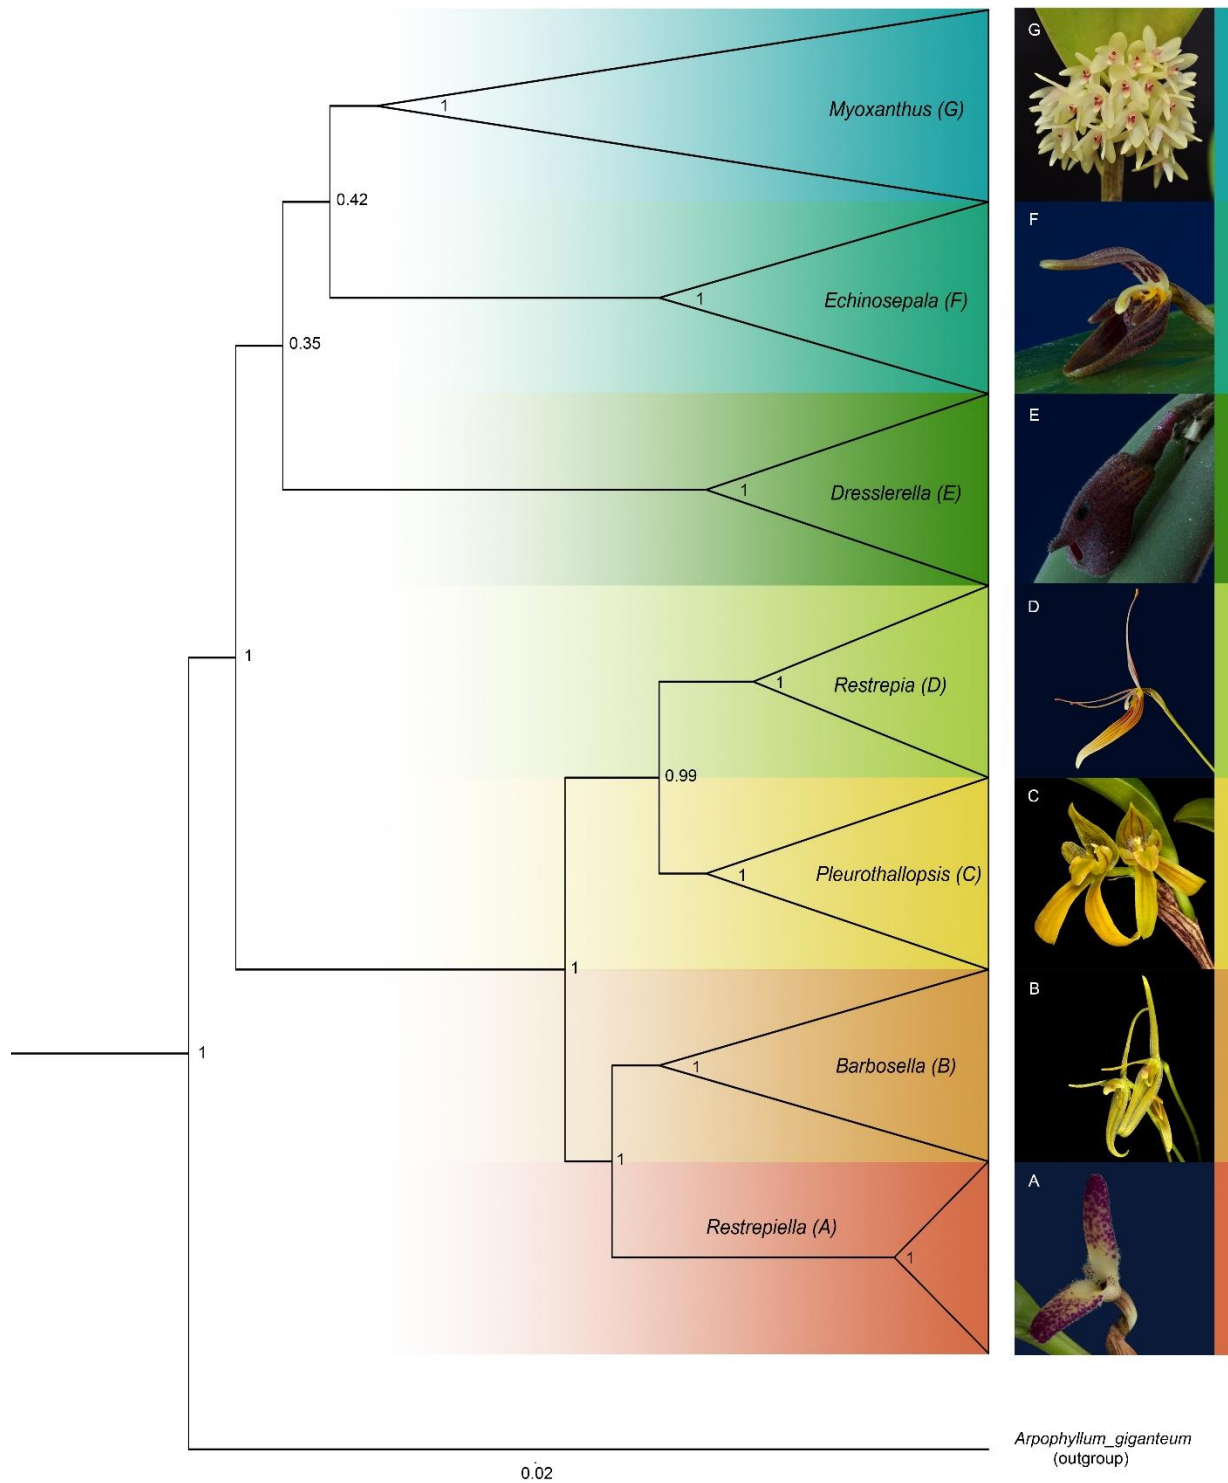 G
1
Myoxanthus (G)
0.42
F
1
Echinosepala (F)
0.35
E
1
Dresslerella (E)
D
1
1
Restrepia (D)
0.99
C
1
Pleurothallopsis (C)
1
B
1
1
Barbosella (B)
1
A
Restrepiella (A)
1
Arpophyllum_giganteum
(outgroup)
0.02